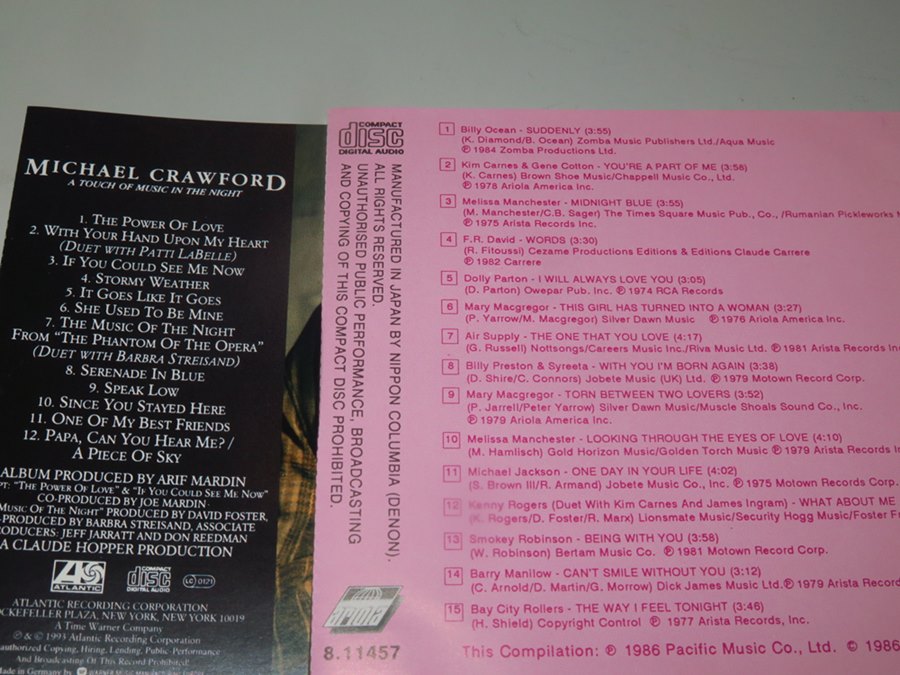 MICHAEL CRAWFORD
A TOUCH OF MUSIC IN THE NIGHT
1. THE POWER OF LOVE
2. WITH YOUR HAND UPON MY HEART
(DUET WITH PATTI LABELLE)
3. IF YOU COULD SEE ME NOW
4. STORMY WEATHER
5. IT GOES LIKE IT GOES
6. SHE USED TO BE MINE
7. THE MUSIC OF THE NIGHT
FROM "THE PHANTOM OF THE OPERA"
(DUET WITH BARBRA STREISAND)
8. SERENADE IN BLUE
9. SPEAK LOW
10. SINCE YOU STAYED HERE
11. ONE OF MY BEST FRIENDS
12. PAPA, CAN YOU HEAR ME? /
A PIECE OF SKY
ALBUM PRODUCED BY ARIF MARDIN
PT: "THE POWER OF LOVE" & "IF YOU COULD SEE ME NOW"
CO-PRODUCED BY JOE MARDIN
MUSIC OF THE NIGHT" PRODUCED BY DAVID FOSTER,
-PRODUCED BY BARBRA STREISAND, ASSOCIATE
PRODUCERS: JEFF JARRATT AND DON REEDMAN
A CLAUDE HOPPER PRODUCTION
ATLANTIC
COMPACT
disc
DIGITAL AUDIO
LC 0121
ATLANTIC RECORDING CORPORATION
ROCKEFELLER PLAZA, NEW YORK, NEW YORK 10019
A Time Warner Company
℗ & © 1993 Atlantic Recording Corporation
authorized Copying, Hiring, Lending, Public Performance
And Broadcasting Of This Record Prohibited!
Made in Germany by WARNER MUSIC
COMPACT
disc
DIGITAL AUDIO
MANUFACTURED IN JAPAN BY NIPPON COLUMBIA (DENON).
ALL RIGHTS RESERVED.
UNAUTHORISED PUBLIC PERFORMANCE, BROADCASTING
AND COPYING OF THIS COMPACT DISC PROHIBITED.
arima
8.11457
1 Billy Ocean - SUDDENLY (3:55)
(K. Diamond/B. Ocean) Zomba Music Publishers Ltd./Aqua Music
℗ 1984 Zomba Productions Ltd.
2 Kim Carnes & Gene Cotton - YOU'RE A PART OF ME (3:58)
(K. Carnes) Brown Shoe Music/Chappell Music Co., Ltd.
℗ 1978 Ariola America Inc.
3 Melissa Manchester - MIDNIGHT BLUE (3:55)
(M. Manchester/C.B. Sager) The Times Square Music Pub., Co., /Rumanian Pickleworks
℗ 1975 Arista Records Inc.
4 F.R. David - WORDS (3:30)
(R. Fitoussi) Cezame Productions Editions & Editions Claude Carrere
℗ 1982 Carrere
5 Dolly Parton - I WILL ALWAYS LOVE YOU (3:05)
(D. Parton) Owepar Pub. Inc. ℗ 1974 RCA Records
6 Mary Macgregor - THIS GIRL HAS TURNED INTO A WOMAN (3:27)
(P. Yarrow/M. Macgregor) Silver Dawn Music ℗ 1976 Ariola America Inc.
7 Air Supply - THE ONE THAT YOU LOVE (4:17)
(G. Russell) Nottsongs/Careers Music Inc./Riva Music Ltd. ℗ 1981 Arista Records In
8 Billy Preston & Syreeta - WITH YOU I'M BORN AGAIN (3:38)
(D. Shire/C. Connors) Jobete Music (UK) Ltd. ℗ 1979 Motown Record Corp.
9 Mary Macgregor - TORN BETWEEN TWO LOVERS (3:52)
(P. Jarrell/Peter Yarrow) Silver Dawn Music/Muscle Shoals Sound Co., Inc.
℗ 1979 Ariola America Inc.
10 Melissa Manchester - LOOKING THROUGH THE EYES OF LOVE (4:10)
(M. Hamlisch) Gold Horizon Music/Golden Torch Music ℗ 1979 Arista Records In
11 Michael Jackson - ONE DAY IN YOUR LIFE (4:02)
(S. Brown III/R. Armand) Jobete Music Co., Inc. ℗ 1975 Motown Record Corp.
12 Kenny Rogers (Duet With Kim Carnes And James Ingram) - WHAT ABOUT ME
(K. Rogers/D. Foster/R. Marx) Lionsmate Music/Security Hogg Music/Foster F
13 Smokey Robinson - BEING WITH YOU (3:58)
(W. Robinson) Bertam Music Co. ℗ 1981 Motown Record Corp.
14 Barry Manilow - CAN'T SMILE WITHOUT YOU (3:12)
(C. Arnold/D. Martin/G. Morrow) Dick James Music Ltd. ℗ 1979 Arista Records
15 Bay City Rollers - THE WAY I FEEL TONIGHT (3:46)
(H. Shield) Copyright Control ℗ 1977 Arista Records, Inc.
This Compilation: ℗ 1986 Pacific Music Co., Ltd. © 1986